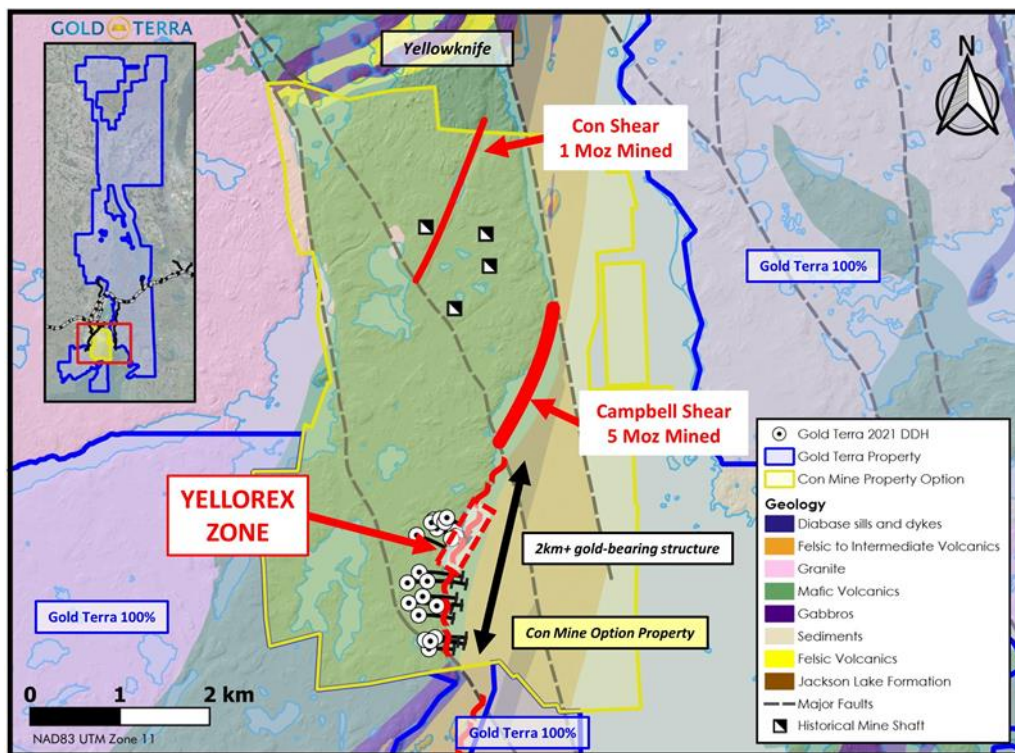 GOLD TERRA
Yellowknife
N
Con Shear
1 Moz Mined
Gold Terra 100%
Campbell Shear
5 Moz Mined
YELLOREX
ZONE
2km+ gold-bearing structure
Gold Terra 100%
Con Mine Option Property
Gold Terra 100%
0 1 2 km
NAD83 UTM Zone 11
Gold Terra 2021 DDH
Gold Terra Property
Con Mine Property Option
Geology
Diabase sills and dykes
Felsic to Intermediate Volcanics
Granite
Mafic Volcanics
Gabbros
Sediments
Felsic Volcanics
Jackson Lake Formation
Major Faults
Historical Mine Shaft